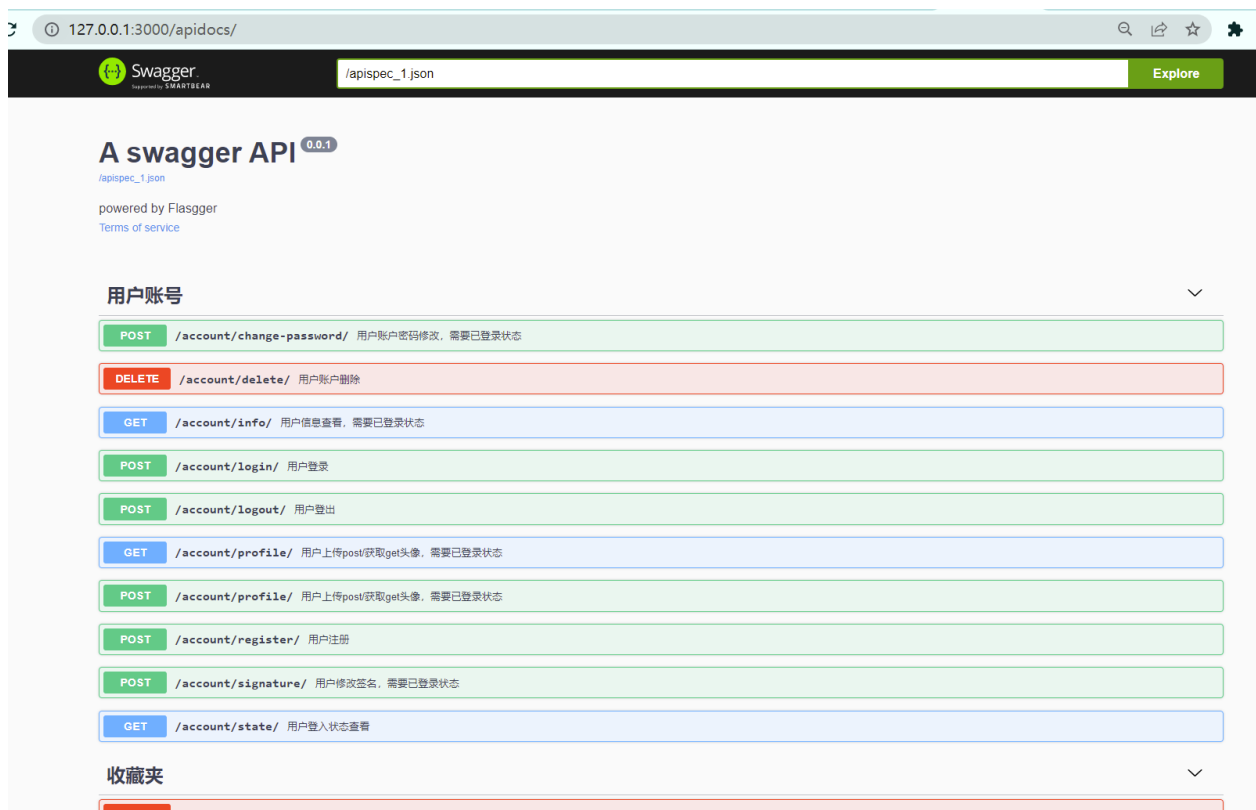 127.0.0.1:3000/apidocs/
Swagger.
Supported by SMARTBEAR
/apispec_1.json
Explore
A swagger API 0.0.1
/apispec_1.json
powered by Flasgger
Terms of service
用户账号
POST /account/change-password/ 用户账户密码修改，需要已登录状态
DELETE /account/delete/ 用户账户删除
GET /account/info/ 用户信息查看，需要已登录状态
POST /account/login/ 用户登录
POST /account/logout/ 用户登出
GET /account/profile/ 用户上传post/获取get头像，需要已登录状态
POST /account/profile/ 用户上传post/获取get头像，需要已登录状态
POST /account/register/ 用户注册
POST /account/signature/ 用户修改签名，需要已登录状态
GET /account/state/ 用户登入状态查看
收藏夹